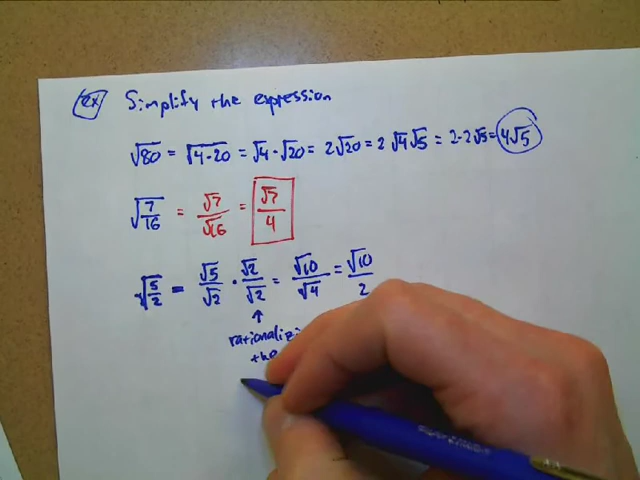 ex Simplify the expression
√80 = √4·20 = √4 · √20 = 2√20 = 2 √4 √5 = 2·2√5 = 4√5
√7/16 = √7/√16 = √7/4
√5/2 = √5/√2 · √2/√2 = √10/√4 = √10/2
↑
the